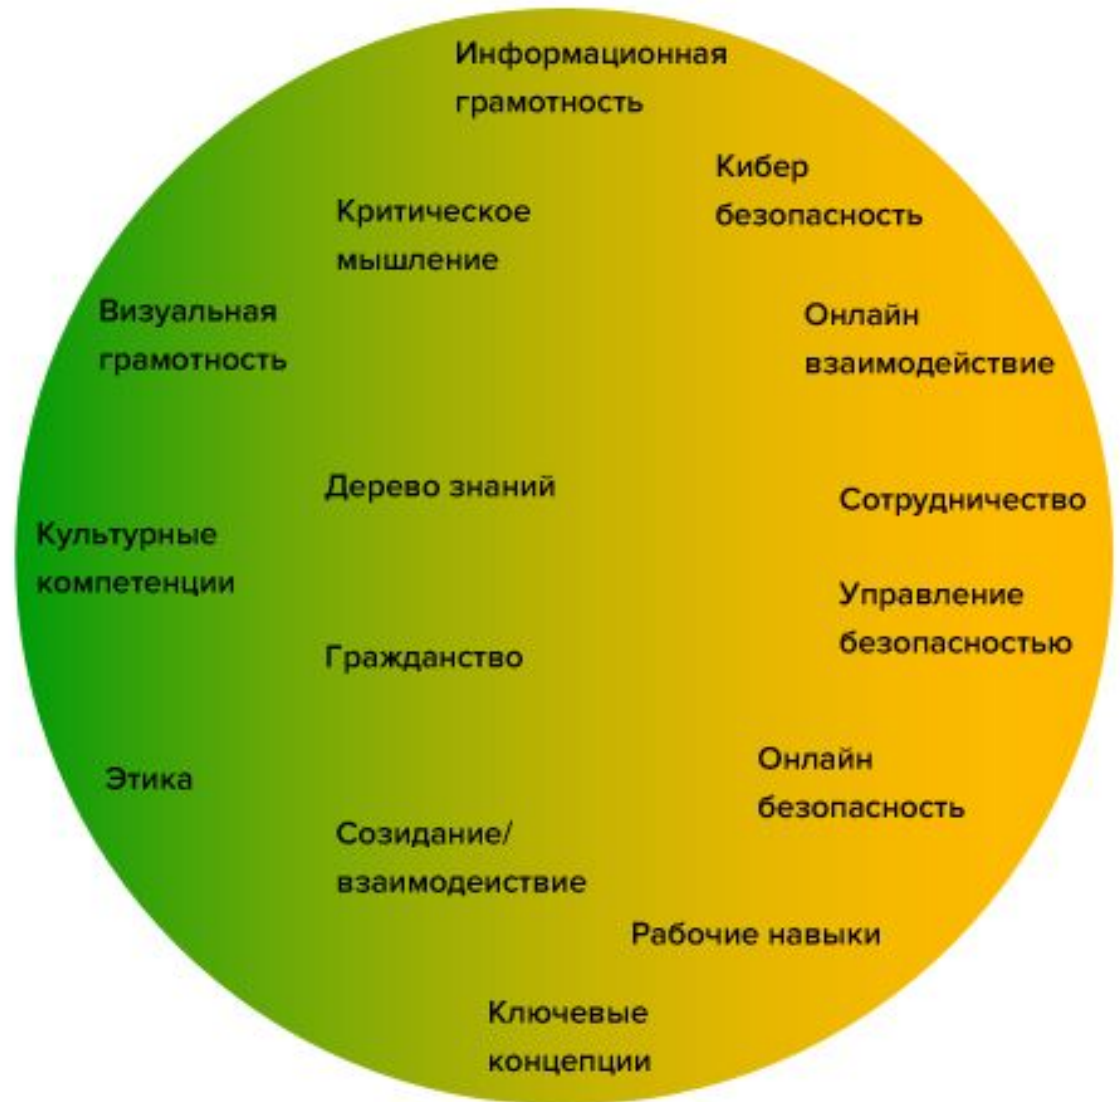 Информационная
грамотность
Кибер
безопасность
Критическое
мышление
Визуальная
грамотность
Онлайн
взаимодействие
Дерево знаний
Сотрудничество
Культурные
компетенции
Управление
безопасностью
Гражданство
Этика
Онлайн
безопасность
Созидание/
взаимодеиствие
Рабочие навыки
Ключевые
концепции